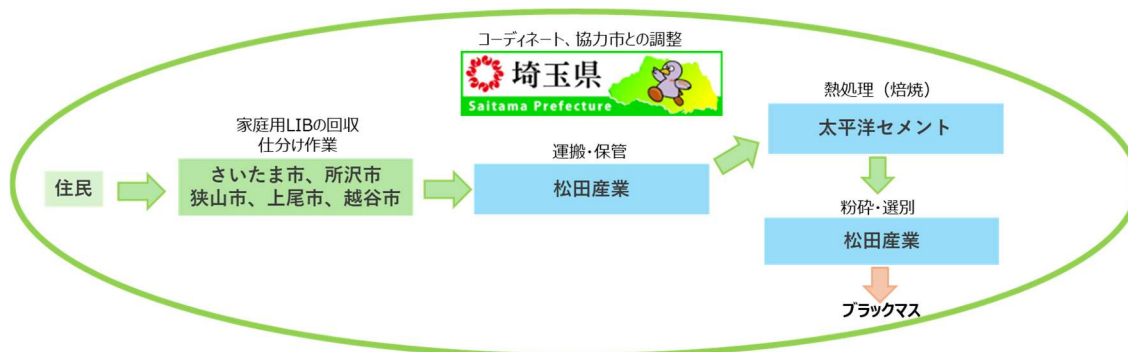 コーディネート、協力市との調整
埼玉県
Saitama Prefecture
熱処理（焙焼）
太平洋セメント
家庭用LIBの回収
仕分け作業
さいたま市、所沢市
狭山市、上尾市、越谷市
住民
運搬・保管
松田産業
粉砕・選別
松田産業
ブラックマス